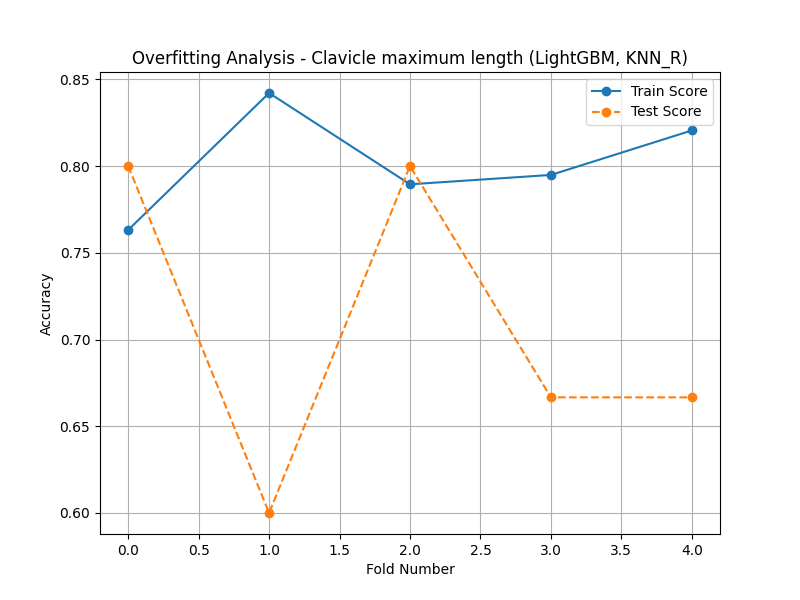 Overfitting Analysis - Clavicle maximum length (LightGBM, KNN_R)
Train Score
Test Score
0.85
0.80
0.75
0.70
0.65
0.60
Accuracy
0.0 0.5 1.0 1.5 2.0 2.5 3.0 3.5 4.0
Fold Number